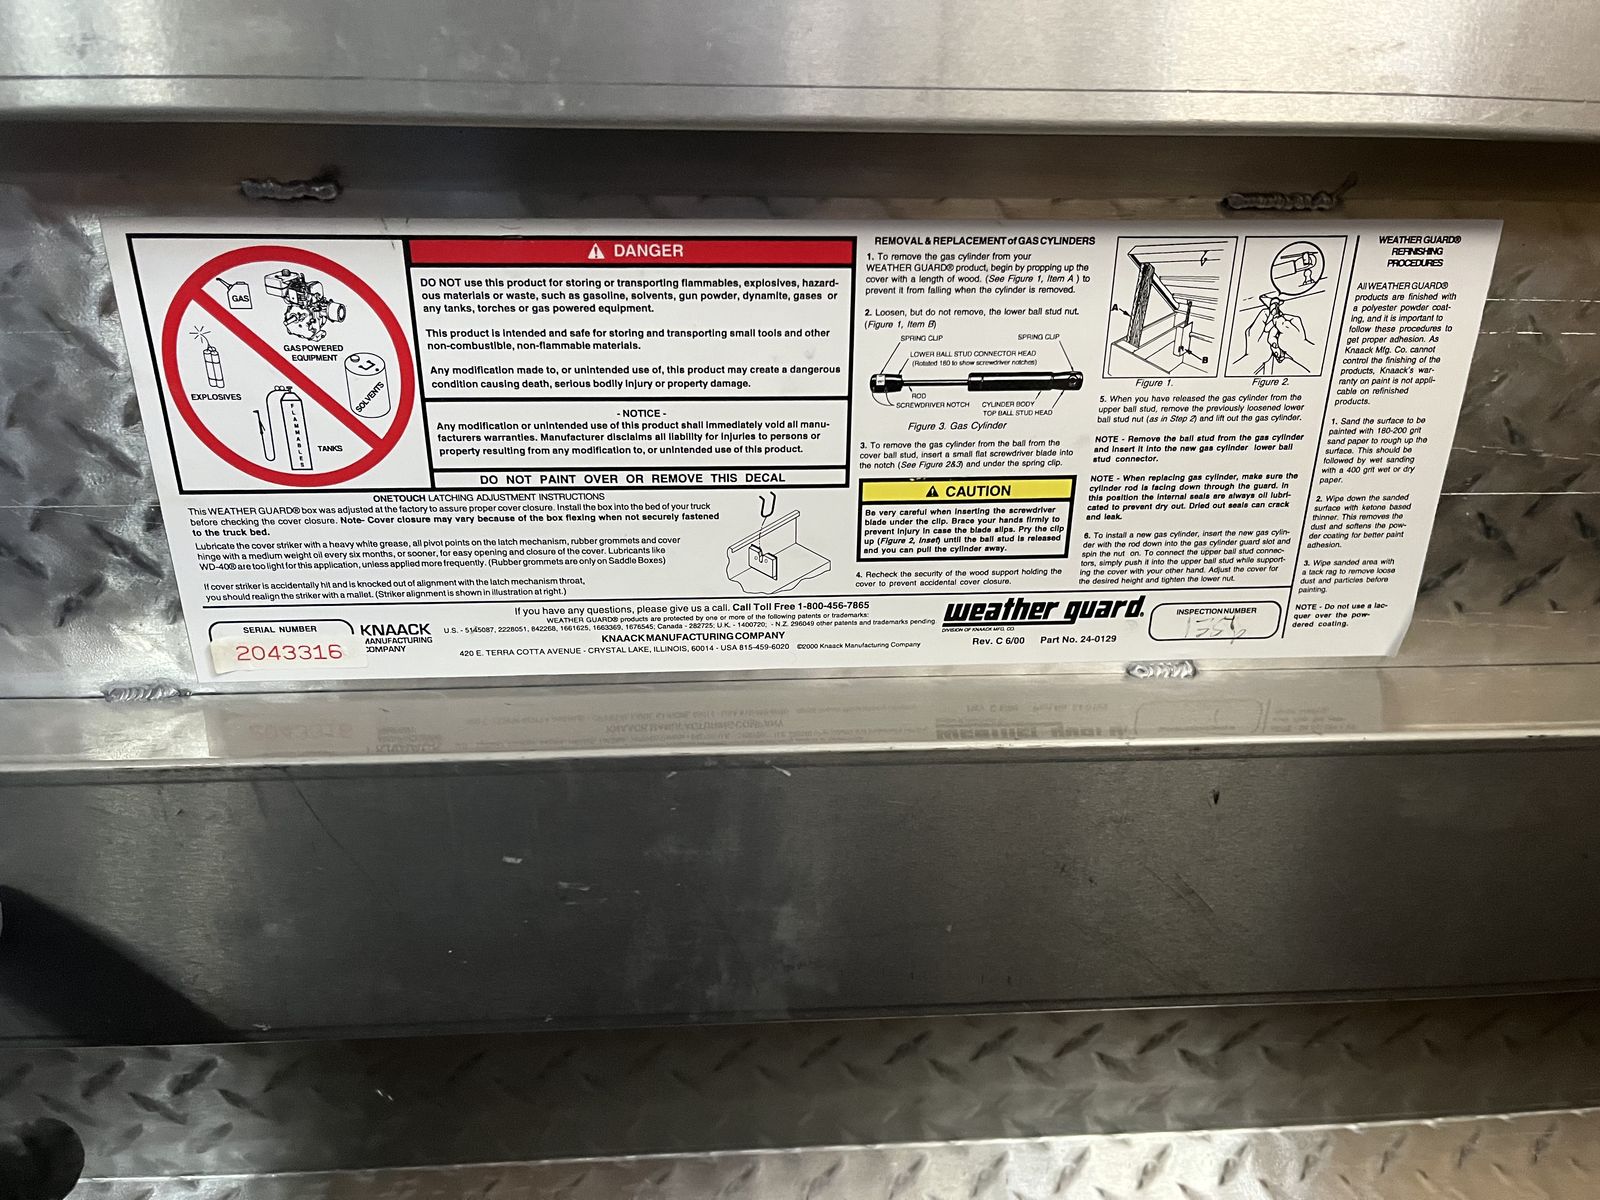 GAS
GAS POWERED
EQUIPMENT
EXPLOSIVES
SOLVENTS
FLAMMABLES
TANKS
DANGER
DO NOT use this product for storing or transporting flammables, explosives, hazard-
ous materials or waste, such as gasoline, solvents, gun powder, dynamite, gases or
any tanks, torches or gas powered equipment.
This product is intended and safe for storing and transporting small tools and other
non-combustible, non-flammable materials.
Any modification made to, or unintended use of, this product may create a dangerous
condition causing death, serious bodily injury or property damage.
- NOTICE -
Any modification or unintended use of this product shall immediately void all manu-
facturers warranties. Manufacturer disclaims all liability for injuries to persons or
property resulting from any modification to, or unintended use of this product.
DO NOT PAINT OVER OR REMOVE THIS DECAL
ONETOUCH LATCHING ADJUSTMENT INSTRUCTIONS
This WEATHER GUARD® box was adjusted at the factory to assure proper cover closure. Install the box into the bed of your truck
before checking the cover closure. Note- Cover closure may vary because of the box flexing when not securely fastened
to the truck bed.
Lubricate the cover striker with a heavy white grease, all pivot points on the latch mechanism, rubber grommets and cover
hinge with a medium weight oil every six months, or sooner, for easy opening and closure of the cover. Lubricants like
WD-40® are too light for this application, unless applied more frequently. (Rubber grommets are only on Saddle Boxes)
If cover striker is accidentally hit and is knocked out of alignment with the latch mechanism throat,
you should realign the striker with a mallet. (Striker alignment is shown in illustration at right.)
REMOVAL & REPLACEMENT of GAS CYLINDERS
1. To remove the gas cylinder from your
WEATHER GUARD® product, begin by propping up the
cover with a length of wood. (See Figure 1, Item A) to
prevent it from falling when the cylinder is removed.
2. Loosen, but do not remove, the lower ball stud nut.
(Figure 1, Item B)
SPRING CLIP
SPRING CLIP
LOWER BALL STUD CONNECTOR HEAD
(Rotated 180 to show screwdriver notches)
ROD
SCREWDRIVER NOTCH
CYLINDER BODY
TOP BALL STUD HEAD
Figure 3. Gas Cylinder
3. To remove the gas cylinder from the ball from the
cover ball stud, insert a small flat screwdriver blade into
the notch (See Figure 2&3) and under the spring clip.
CAUTION
Be very careful when inserting the screwdriver
blade under the clip. Brace your hands firmly to
prevent injury in case the blade slips. Pry the clip
up (Figure 2, Inset) until the ball stud is released
and you can pull the cylinder away.
4. Recheck the security of the wood support holding the
cover to prevent accidental cover closure.
A
B
Figure 1.
Figure 2.
5. When you have released the gas cylinder from the
upper ball stud, remove the previously loosened lower
ball stud nut (as in Step 2) and lift out the gas cylinder.
NOTE - Remove the ball stud from the gas cylinder
and insert it into the new gas cylinder lower ball
stud connector.
NOTE - When replacing gas cylinder, make sure the
cylinder rod is facing down through the guard. In
this position the internal seals are always oil lubri-
cated to prevent dry out. Dried out seals can crack
and leak.
6. To install a new gas cylinder, insert the new gas cylin-
der with the rod down into the gas cylinder guard slot and
spin the nut on. To connect the upper ball stud connec-
tors, simply push it into the upper ball stud while support-
ing the cover with your other hand. Adjust the cover for
the desired height and tighten the lower nut.
WEATHER GUARD®
REFINISHING
PROCEDURES
All WEATHER GUARD®
products are finished with
a polyester powder coat-
ing, and it is important to
follow these procedures to
get proper adhesion. As
Knaack Mfg. Co. cannot
control the finishing of the
products, Knaack's war-
ranty on paint is not appli-
cable on refinished
products.
1. Sand the surface to be
painted with 180-200 grit
sand paper to rough up the
surface. This should be
followed by wet sanding
with a 400 grit wet or dry
paper.
2. Wipe down the sanded
surface with ketone based
thinner. This removes the
dust and softens the pow-
der coating for better paint
adhesion.
3. Wipe sanded area with
a tack rag to remove loose
dust and particles before
painting.
NOTE - Do not use a lac-
quer over the pow-
dered coating.
SERIAL NUMBER
2043316
KNAACK
MANUFACTURING
COMPANY
If you have any questions, please give us a call. Call Toll Free 1-800-456-7865
WEATHER GUARD® products are protected by one or more of the following patents or trademarks:
U.S. - 5145087, 2228051, 842268, 1661625, 1663369, 1676545; Canada - 282725; U.K. - 1400720; - N.Z. 296049 other patents and trademarks pending.
KNAACK MANUFACTURING COMPANY
420 E. TERRA COTTA AVENUE - CRYSTAL LAKE, ILLINOIS, 60014 - USA 815-459-6020 ©2000 Knaack Manufacturing Company
weather guard®
DIVISION OF KNAACK MFG. CO.
Rev. C 6/00 Part No. 24-0129
INSPECTION NUMBER